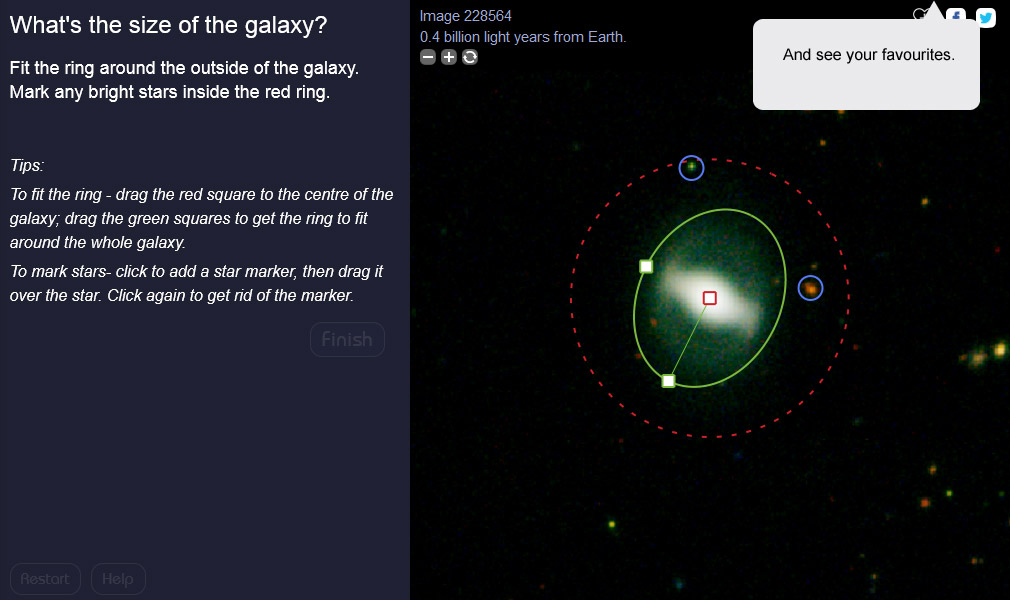 What's the size of the galaxy?
Fit the ring around the outside of the galaxy.
Mark any bright stars inside the red ring.
Tips:
To fit the ring - drag the red square to the centre of the
galaxy; drag the green squares to get the ring to fit
around the whole galaxy.
To mark stars- click to add a star marker, then drag it
over the star. Click again to get rid of the marker.
Finish
Restart
Help
Image 228564
0.4 billion light years from Earth.
And see your favourites.